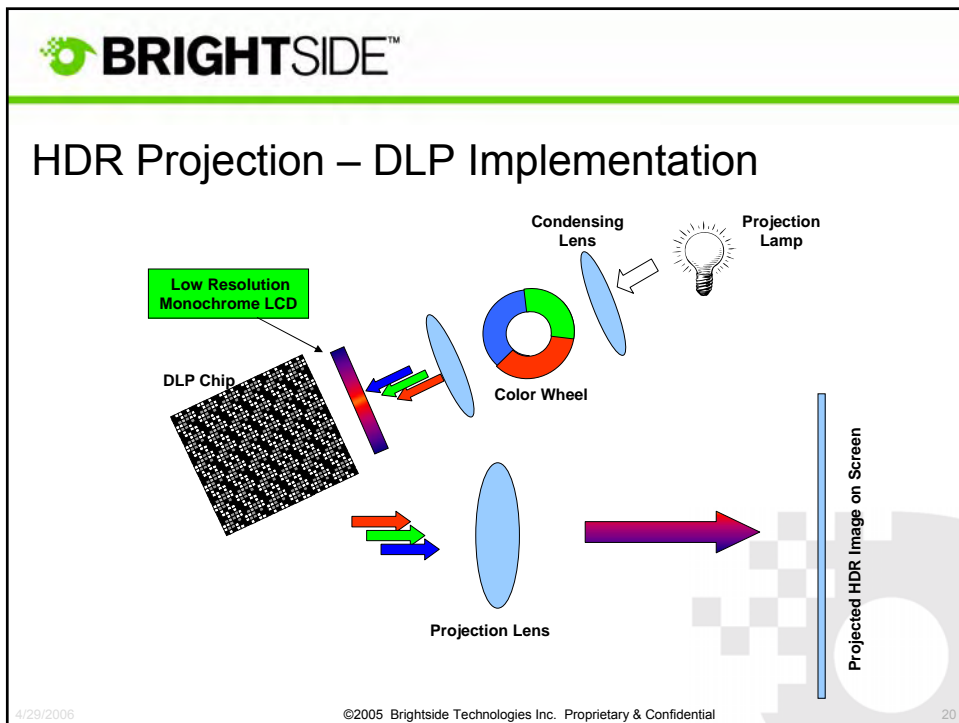 BRIGHTSIDE™
HDR Projection – DLP Implementation
Condensing
Lens
Projection
Lamp
Low Resolution
Monochrome LCD
DLP Chip
Color Wheel
Projected HDR Image on Screen
Projection Lens
4/29/2006
©2005 Brightside Technologies Inc. Proprietary & Confidential
20